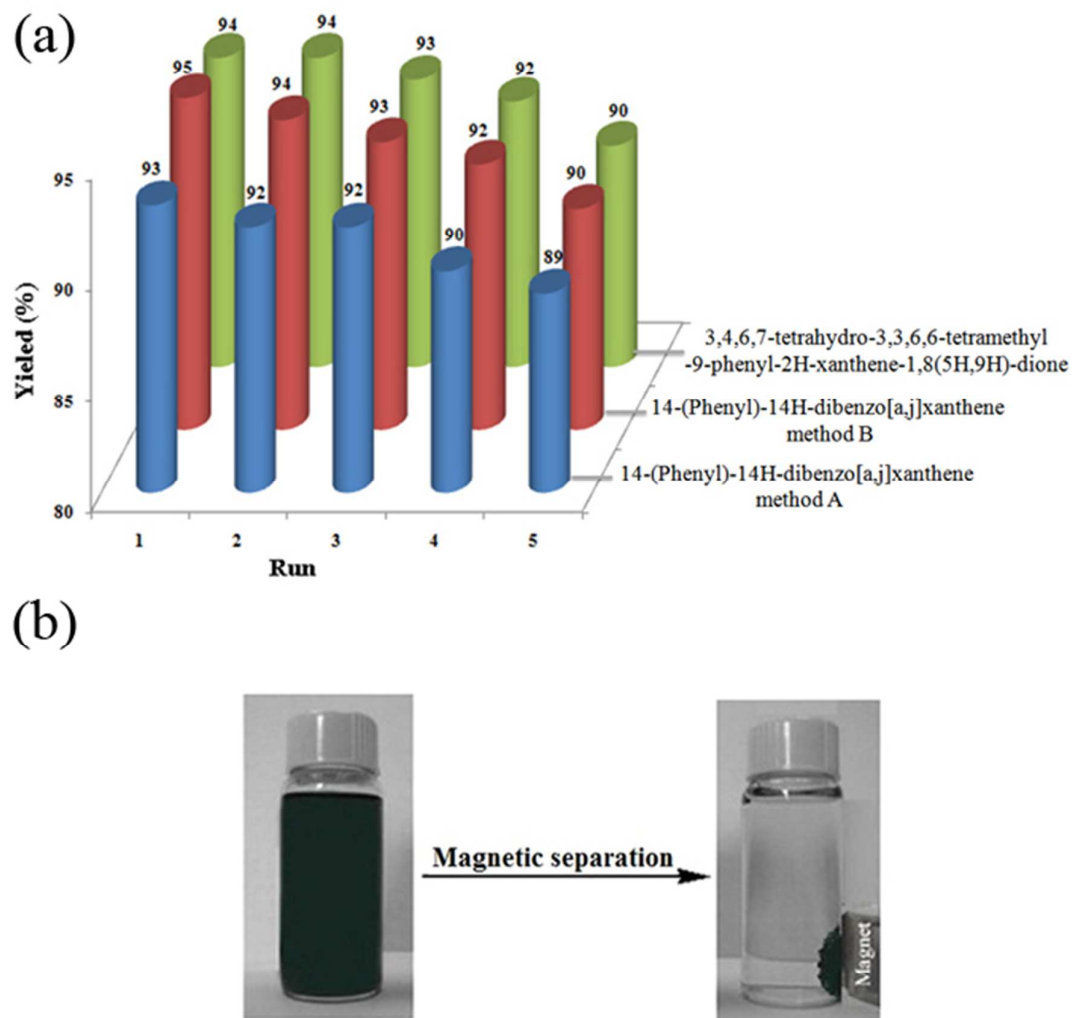 (a)
94
94
93
92
90
95
94
93
92
90
93
92
92
90
89
95
90
85
80
Yieled (%)
1 2 3 4 5
Run
3,4,6,7-tetrahydro-3,3,6,6-tetramethyl
-9-phenyl-2H-xanthene-1,8(5H,9H)-dione
14-(Phenyl)-14H-dibenzo[a,j]xanthene
method B
14-(Phenyl)-14H-dibenzo[a,j]xanthene
method A
(b)
Magnetic separation
Magnet